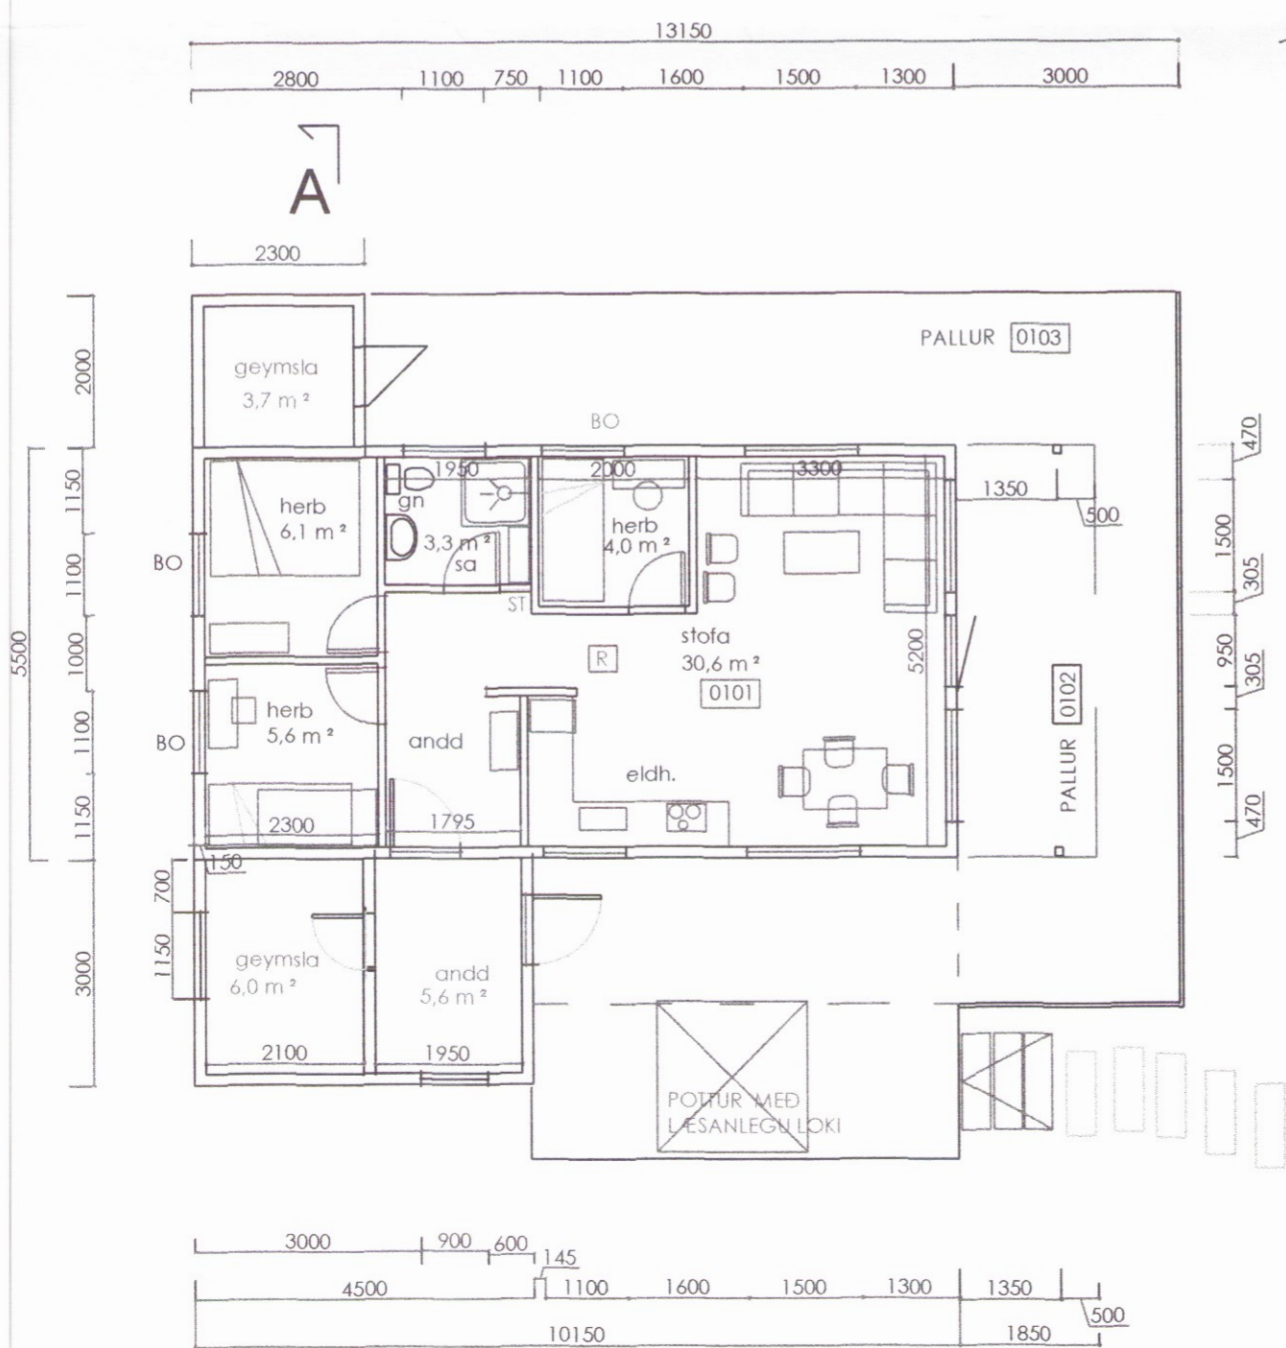 13150
2800 1100 750 1100 1600 1500 1300 3000
A
2300
PALLUR 0103
2000
geymsla
3,7 m²
BO
470
1950 2000 3300
1150
1350
500
herb
6,1 m²
gn
3,3 m²
sa
herb
4,0 m²
1500
BO
1100
305
ST
5500
1000
stofa
30,6 m²
0101
R
5200
950
305
PALLUR 0102
herb
5,6 m²
BO
1100
andd
eldh.
1500
1150
2300 1795
470
150
700
1150
3000
geymsla
6,0 m²
andd
5,6 m²
2100 1950
POTTUR MEÐ
LÆSANLEGU LOKI
3000 900 600
145
4500 1100 1600 1500 1300 1350
500
10150 1850